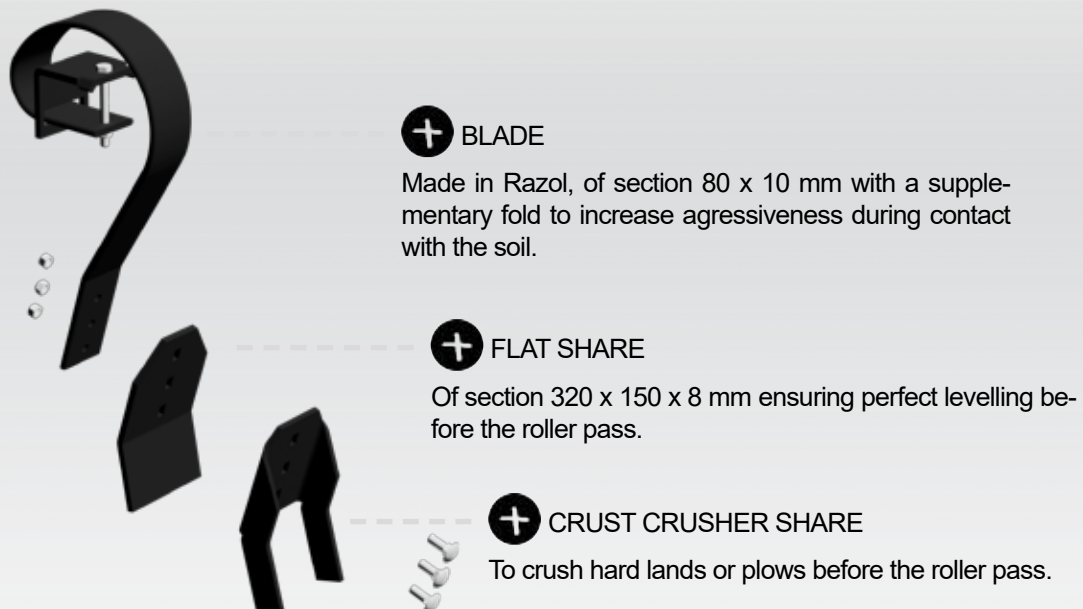 BLADE
Made in Razol, of section 80 x 10 mm with a supple-
mentary fold to increase agressiveness during contact
with the soil.
FLAT SHARE
Of section 320 x 150 x 8 mm ensuring perfect levelling be-
fore the roller pass.
CRUST CRUSHER SHARE
To crush hard lands or plows before the roller pass.